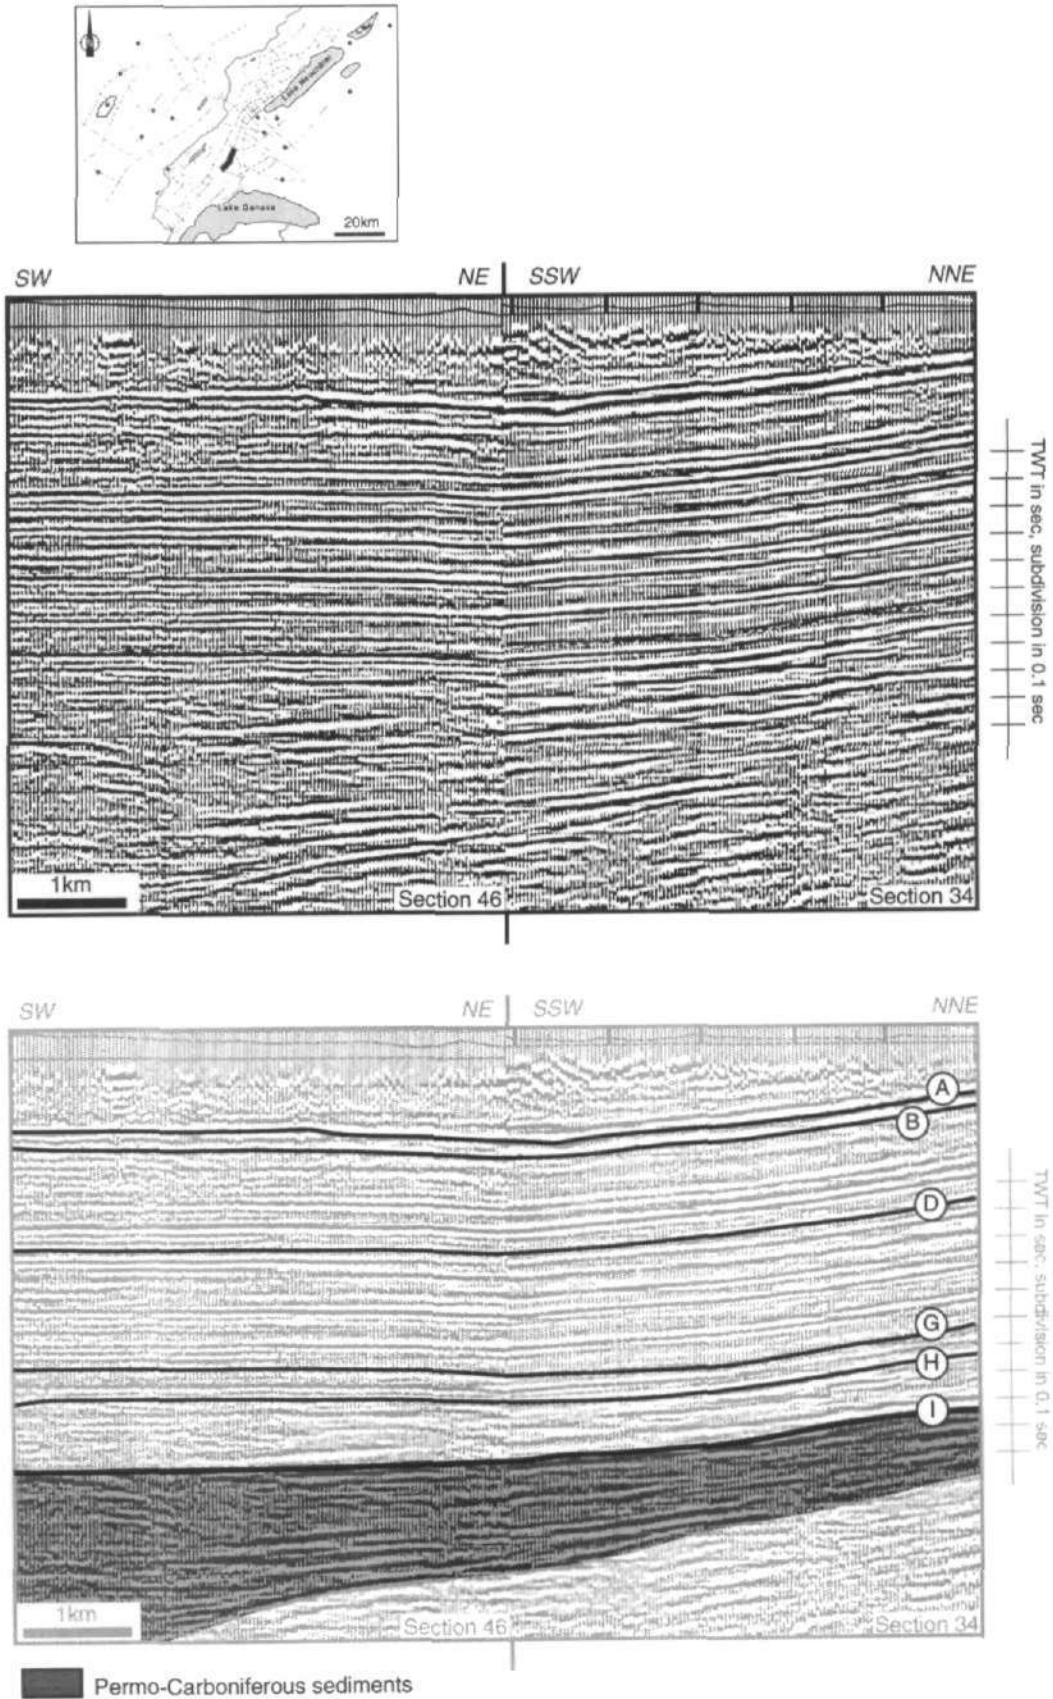 Lake Neuchâtel
Lake Geneva
20km
SW
NE
SSW
NNE
TWT in sec, subdivision in 0.1 sec
1km
Section 46
Section 34
SW
NE
SSW
NNE
A
B
D
G
H
I
TWT in sec, subdivision in 0.1 sec
1km
Section 46
Section 34
Permo-Carboniferous sediments